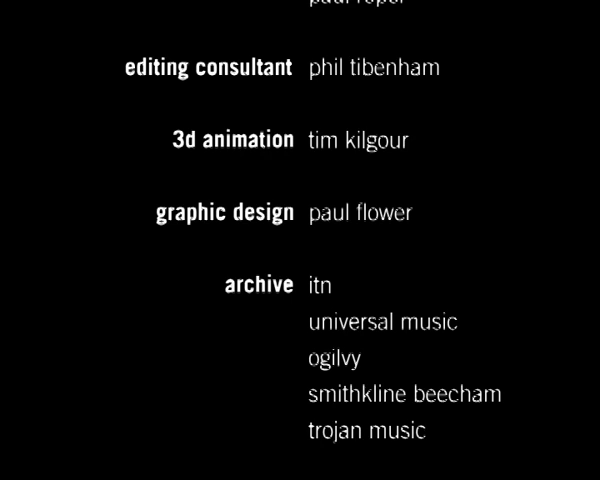 editing consultant phil tibenham
3d animation tim kilgour
graphic design paul flower
archive itn
universal music
ogilvy
smithkline beecham
trojan music